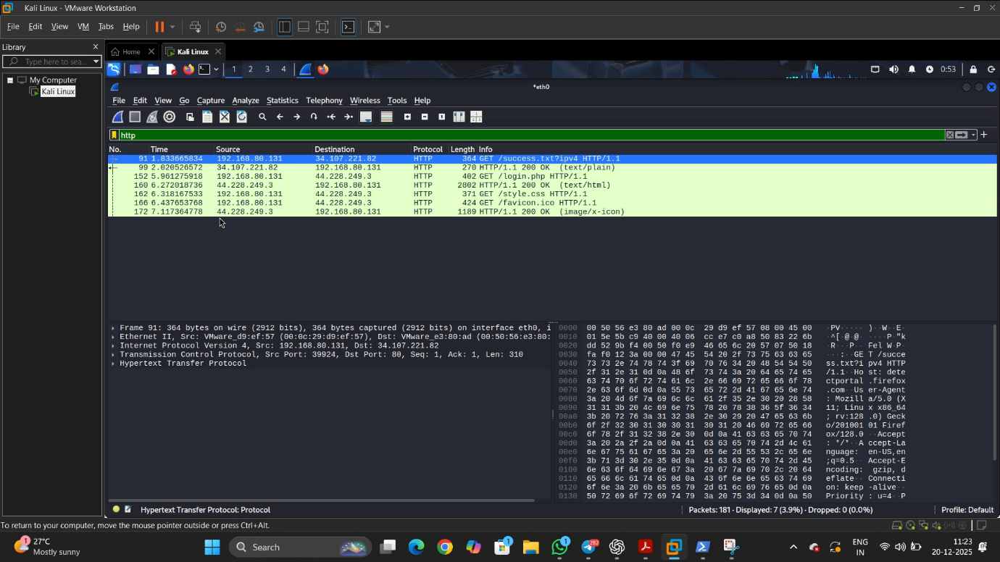 Kali Linux - VMware Workstation
File Edit View VM Tabs Help
Library
Type here to sea...
My Computer
Kali Linux
Home
Kali Linux
1 2 3 4
0:53
*eth0
File Edit View Go Capture Analyze Statistics Telephony Wireless Tools Help
http
No. Time Source Destination Protocol Length Info
91 1.833665834 192.168.80.131 34.107.221.82 HTTP 364 GET /success.txt?ipv4 HTTP/1.1
99 2.020526572 34.107.221.82 192.168.80.131 HTTP 270 HTTP/1.1 200 OK (text/plain)
152 5.961275918 192.168.80.131 44.228.249.3 HTTP 402 GET /login.php HTTP/1.1
160 6.272018736 44.228.249.3 192.168.80.131 HTTP 2802 HTTP/1.1 200 OK (text/html)
162 6.318167533 192.168.80.131 44.228.249.3 HTTP 371 GET /style.css HTTP/1.1
166 6.437653768 192.168.80.131 44.228.249.3 HTTP 424 GET /favicon.ico HTTP/1.1
172 7.117364778 44.228.249.3 192.168.80.131 HTTP 1189 HTTP/1.1 200 OK (image/x-icon)
Frame 91: 364 bytes on wire (2912 bits), 364 bytes captured (2912 bits) on interface eth0, i
Ethernet II, Src: VMware_d9:ef:57 (00:0c:29:d9:ef:57), Dst: VMware_e3:80:ad (00:50:56:e3:80:
Internet Protocol Version 4, Src: 192.168.80.131, Dst: 34.107.221.82
Transmission Control Protocol, Src Port: 39924, Dst Port: 80, Seq: 1, Ack: 1, Len: 310
Hypertext Transfer Protocol
0000 00 50 56 e3 80 ad 00 0c 29 d9 ef 57 08 00 45 00 ·PV·····)··W··E·
0010 01 5e 5b c9 40 00 40 06 cc e7 c0 a8 50 83 22 6b ·^[·@·@·····P·"k
0020 dd 52 9b f4 00 50 f0 e9 46 65 6c 20 57 07 50 18 ·R···P··Fel W·P·
0030 fa f0 12 3a 00 00 47 45 54 20 2f 73 75 63 63 65 ···:··GET /succe
0040 73 73 2e 74 78 74 3f 69 70 76 34 20 48 54 54 50 ss.txt?ipv4 HTTP
0050 2f 31 2e 31 0d 0a 48 6f 73 74 3a 20 64 65 74 65 /1.1··Host: dete
0060 63 74 70 6f 72 74 61 6c 2e 66 69 72 65 66 6f 78 ctportal.firefox
0070 2e 63 6f 6d 0d 0a 55 73 65 72 2d 41 67 65 6e 74 .com··User-Agent
0080 3a 20 4d 6f 7a 69 6c 6c 61 2f 35 2e 30 20 28 58 : Mozilla/5.0 (X
0090 31 31 3b 20 4c 69 6e 75 78 20 78 38 36 5f 36 34 11; Linux x86_64
00a0 3b 20 72 76 3a 31 32 38 2e 30 29 20 47 65 63 6b ; rv:128.0) Geck
00b0 6f 2f 32 30 31 30 30 31 30 31 20 46 69 72 65 66 o/20100101 Firef
00c0 6f 78 2f 31 32 38 2e 30 0d 0a 41 63 63 65 70 74 ox/128.0··Accept
00d0 3a 20 2a 2f 2a 0d 0a 41 63 63 65 70 74 2d 4c 61 : */*··Accept-La
00e0 6e 67 75 61 67 65 3a 20 65 6e 2d 55 53 2c 65 6e nguage: en-US,en
00f0 3b 71 3d 30 2e 35 0d 0a 41 63 63 65 70 74 2d 45 ;q=0.5··Accept-E
0100 6e 63 6f 64 69 6e 67 3a 20 67 7a 69 70 2c 20 64 ncoding: gzip, d
0110 65 66 6c 61 74 65 0d 0a 43 6f 6e 6e 65 63 74 69 eflate··Connecti
0120 6f 6e 3a 20 6b 65 65 70 2d 61 6c 69 76 65 0d 0a on: keep-alive··
0130 50 72 69 6f 72 69 74 79 3a 20 75 3d 34 0d 0a 50 Priority: u=4··P
Hypertext Transfer Protocol: Protocol
Packets: 181 · Displayed: 7 (3.9%) · Dropped: 0 (0.0%)
Profile: Default
To return to your computer, move the mouse pointer outside or press Ctrl+Alt.
1
27°C
Mostly sunny
Search
1
1
282
ENG
IN
11:23
20-12-2025